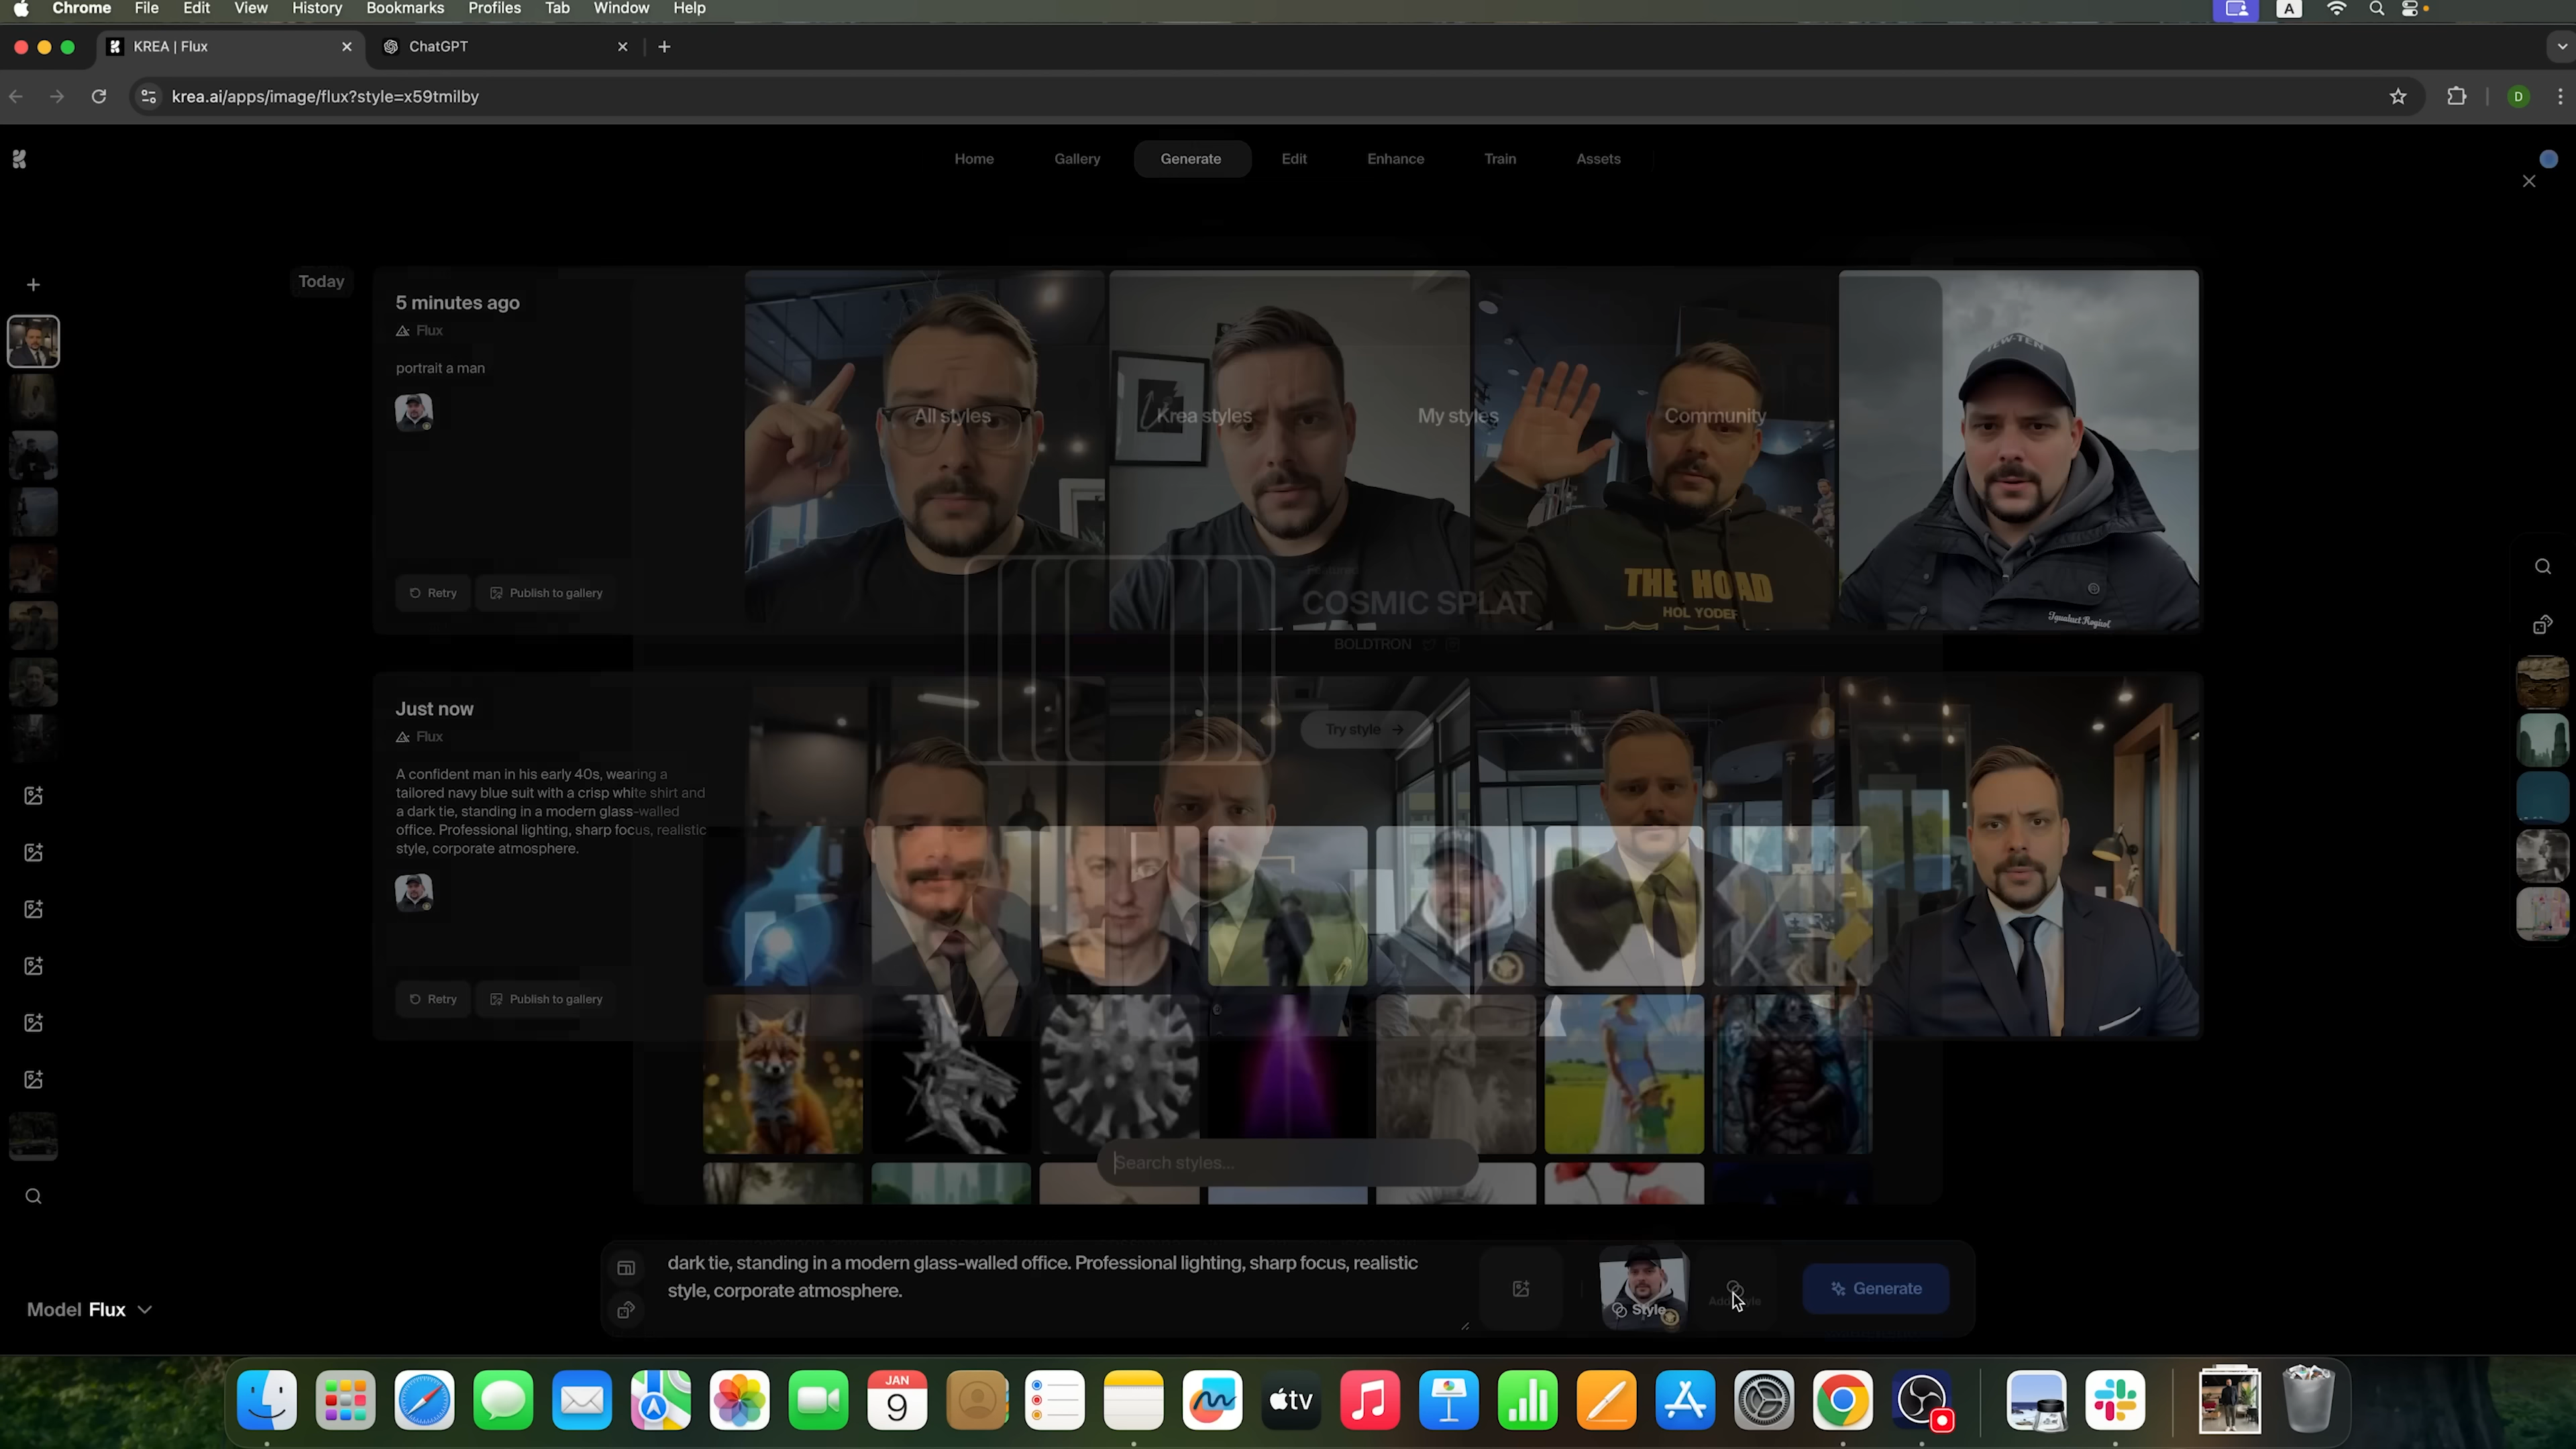 Chrome File Edit View History Bookmarks Profiles Tab Window Help
A
KREA | Flux
ChatGPT
krea.ai/apps/image/flux?style=x59tmilby
D
Home Gallery Generate Edit Enhance Train Assets
Today
5 minutes ago
Flux
portrait a man
All styles Krea styles My styles Community
Retry Publish to gallery
Featured
COSMIC SPLAT
BOLDTRON
THE HOAD
HOL YODEF
Try style
Just now
Flux
A confident man in his early 40s, wearing a
tailored navy blue suit with a crisp white shirt and
a dark tie, standing in a modern glass-walled
office. Professional lighting, sharp focus, realistic
style, corporate atmosphere.
Retry Publish to gallery
Search styles...
dark tie, standing in a modern glass-walled office. Professional lighting, sharp focus, realistic
style, corporate atmosphere.
Style
Add style
Generate
Model Flux
JAN
9
tv